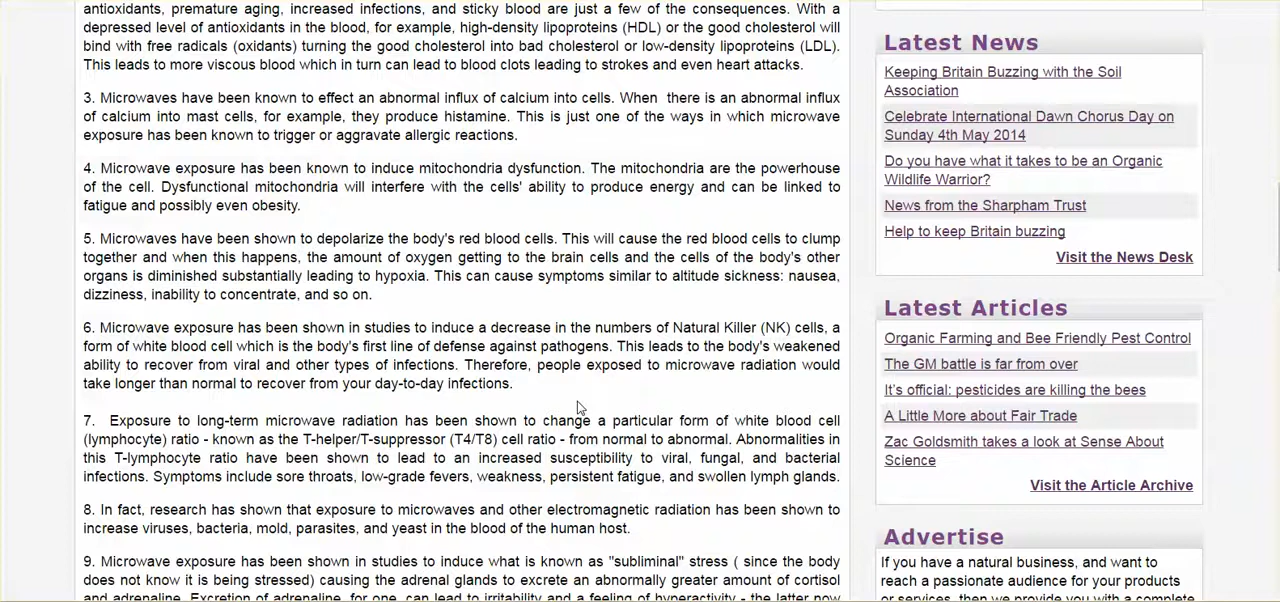 antioxidants, premature aging, increased infections, and sticky blood are just a few of the consequences. With a
depressed level of antioxidants in the blood, for example, high-density lipoproteins (HDL) or the good cholesterol will
bind with free radicals (oxidants) turning the good cholesterol into bad cholesterol or low-density lipoproteins (LDL).
This leads to more viscous blood which in turn can lead to blood clots leading to strokes and even heart attacks.
3. Microwaves have been known to effect an abnormal influx of calcium into cells. When there is an abnormal influx
of calcium into mast cells, for example, they produce histamine. This is just one of the ways in which microwave
exposure has been known to trigger or aggravate allergic reactions.
4. Microwave exposure has been known to induce mitochondria dysfunction. The mitochondria are the powerhouse
of the cell. Dysfunctional mitochondria will interfere with the cells' ability to produce energy and can be linked to
fatigue and possibly even obesity.
5. Microwaves have been shown to depolarize the body's red blood cells. This will cause the red blood cells to clump
together and when this happens, the amount of oxygen getting to the brain cells and the cells of the body's other
organs is diminished substantially leading to hypoxia. This can cause symptoms similar to altitude sickness: nausea,
dizziness, inability to concentrate, and so on.
6. Microwave exposure has been shown in studies to induce a decrease in the numbers of Natural Killer (NK) cells, a
form of white blood cell which is the body's first line of defense against pathogens. This leads to the body's weakened
ability to recover from viral and other types of infections. Therefore, people exposed to microwave radiation would
take longer than normal to recover from your day-to-day infections.
7. Exposure to long-term microwave radiation has been shown to change a particular form of white blood cell
(lymphocyte) ratio - known as the T-helper/T-suppressor (T4/T8) cell ratio - from normal to abnormal. Abnormalities in
this T-lymphocyte ratio have been shown to lead to an increased susceptibility to viral, fungal, and bacterial
infections. Symptoms include sore throats, low-grade fevers, weakness, persistent fatigue, and swollen lymph glands.
8. In fact, research has shown that exposure to microwaves and other electromagnetic radiation has been shown to
increase viruses, bacteria, mold, parasites, and yeast in the blood of the human host.
9. Microwave exposure has been shown in studies to induce what is known as "subliminal" stress ( since the body
does not know it is being stressed) causing the adrenal glands to excrete an abnormally greater amount of cortisol
and adrenaline. Excretion of adrenaline, for one, can lead to irritability and a feeling of hyperactivity - the latter now
Latest News
Keeping Britain Buzzing with the Soil
Association
Celebrate International Dawn Chorus Day on
Sunday 4th May 2014
Do you have what it takes to be an Organic
Wildlife Warrior?
News from the Sharpham Trust
Help to keep Britain buzzing
Visit the News Desk
Latest Articles
Organic Farming and Bee Friendly Pest Control
The GM battle is far from over
It's official: pesticides are killing the bees
A Little More about Fair Trade
Zac Goldsmith takes a look at Sense About
Science
Visit the Article Archive
Advertise
If you have a natural business, and want to
reach a passionate audience for your products
or services, then we provide you with a complete